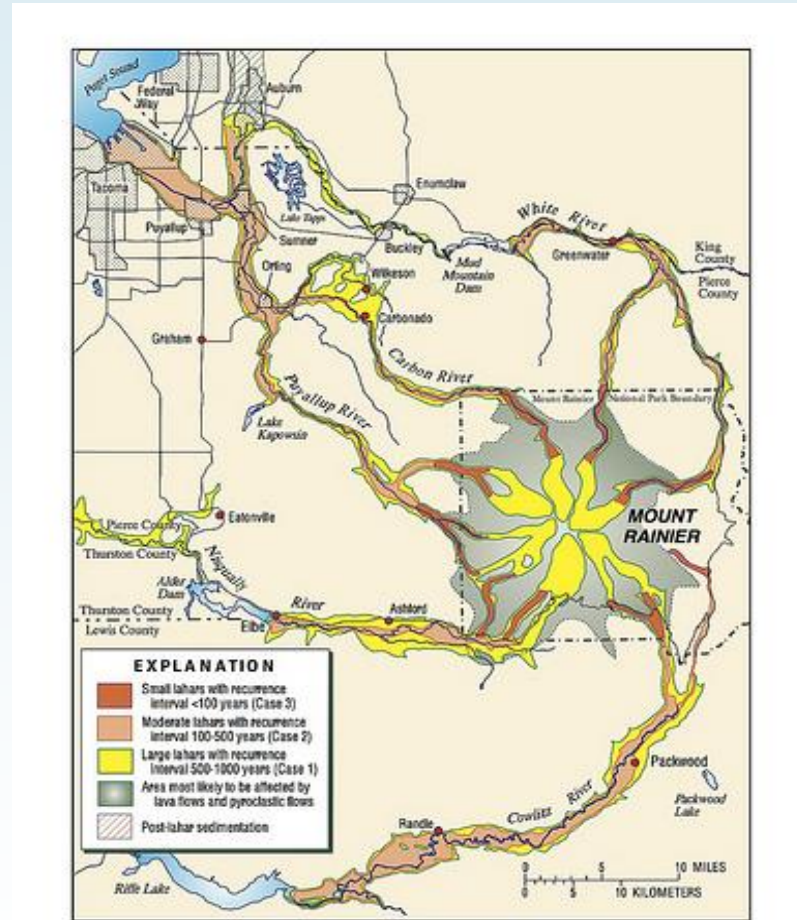 Puget Sound
Federal
Way
Auburn
Tacoma
Puyallup
Enumclaw
Lake Tapps
Sumner
Buckley
Mud
Mountain
Dam
White River
Greenwater
King
County
Pierce
County
Orting
Wilkeson
Carbonado
Graham
Carbon River
Puyallup River
Lake
Kapowsin
Mount Rainier
National Park Boundary
MOUNT
RAINIER
Pierce County
Thurston County
Eatonville
Nisqually
River
Alder
Dam
Thurston County
Lewis County
Elbe
Ashford
EXPLANATION
Small lahars with recurrence
interval <100 years (Case 3)
Moderate lahars with recurrence
interval 100-500 years (Case 2)
Large lahars with recurrence
interval 500-1000 years (Case 1)
Area most likely to be affected by
lava flows and pyroclastic flows
Post-lahar sedimentation
Packwood
Packwood
Lake
Cowlitz River
Randle
Riffe Lake
0 5 10 MILES
0 5 10 KILOMETERS